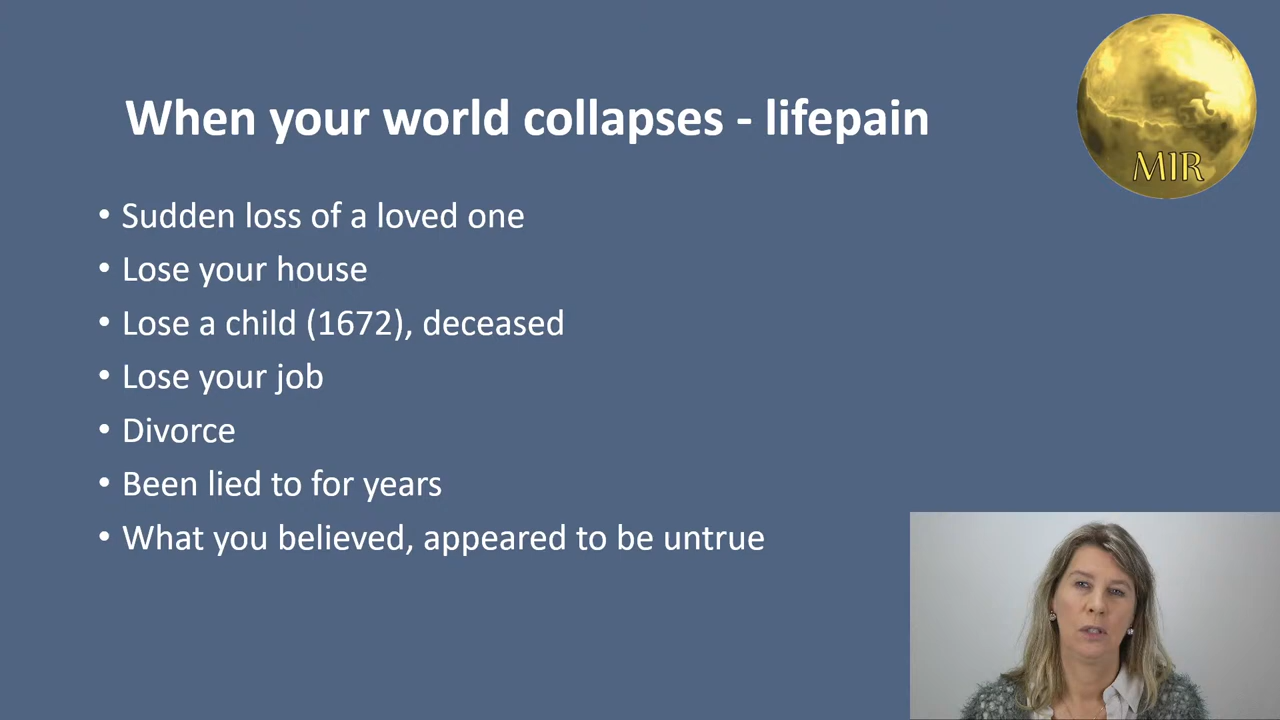 When your world collapses - lifepain
MIR
• Sudden loss of a loved one
• Lose your house
• Lose a child (1672), deceased
• Lose your job
• Divorce
• Been lied to for years
• What you believed, appeared to be untrue